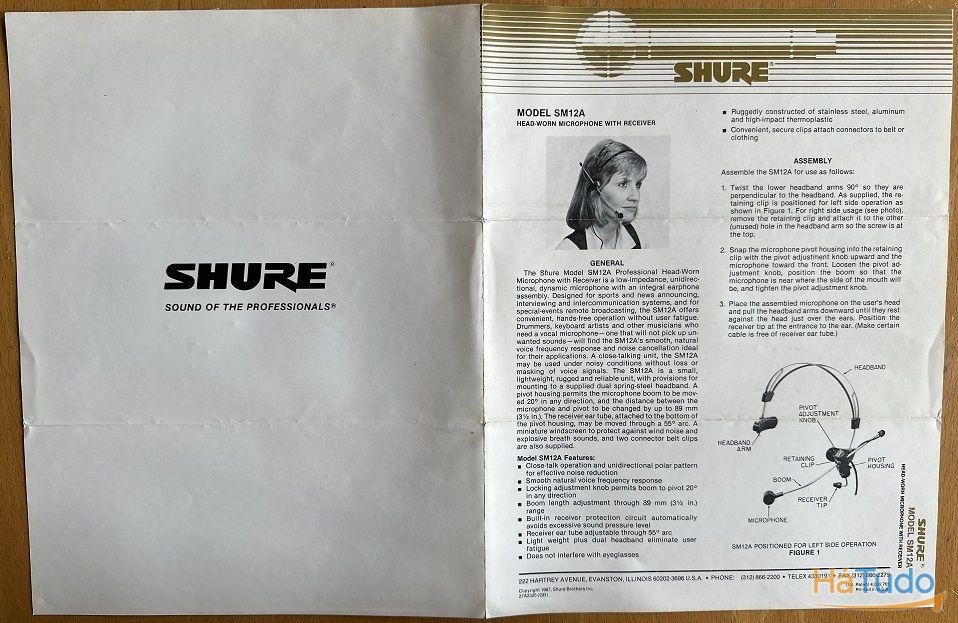 SHURE®
SOUND OF THE PROFESSIONALS®
SHURE®
MODEL SM12A
HEAD-WORN MICROPHONE WITH RECEIVER
GENERAL
The Shure Model SM12A Professional Head-Worn
Microphone with Receiver is a low-impedance, unidirec-
tional, dynamic microphone with an integral earphone
assembly. Designed for sports and news announcing,
interviewing and intercommunication systems, and for
special-events remote broadcasting, the SM12A offers
convenient, hands-free operation without user fatigue.
Drummers, keyboard artists and other musicians who
need a vocal microphone—one that will not pick up un-
wanted sounds—will find the SM12A's smooth, natural
voice frequency response and noise cancellation ideal
for their applications. A close-talking unit, the SM12A
may be used under noisy conditions without loss or
masking of voice signals. The SM12A is a small,
lightweight, rugged and reliable unit, with provisions for
mounting to a supplied dual spring-steel headband. A
pivot housing permits the microphone boom to be mov-
ed 20° in any direction, and the distance between the
microphone and pivot to be changed by up to 89 mm
(3½ in.). The receiver ear tube, attached to the bottom of
the pivot housing, may be moved through a 55° arc. A
miniature windscreen to protect against wind noise and
explosive breath sounds, and two connector belt clips
are also supplied.
Model SM12A Features:
■ Close-talk operation and unidirectional polar pattern
for effective noise reduction
■ Smooth natural voice frequency response
■ Locking adjustment knob permits boom to pivot 20°
in any direction
■ Boom length adjustment through 89 mm (3½ in.)
range
■ Built-in receiver protection circuit automatically
avoids excessive sound pressure level
■ Receiver ear tube adjustable through 55° arc
■ Light weight plus dual headband eliminate user
fatigue
■ Does not interfere with eyeglasses
■ Ruggedly constructed of stainless steel, aluminum
and high-impact thermoplastic
■ Convenient, secure clips attach connectors to belt or
clothing
ASSEMBLY
Assemble the SM12A for use as follows:
1. Twist the lower headband arms 90° so they are
perpendicular to the headband. As supplied, the re-
taining clip is positioned for left side operation as
shown in Figure 1. For right side usage (see photo),
remove the retaining clip and attach it to the other
(unused) hole in the headband arm so the screw is at
the top.
2. Snap the microphone pivot housing into the retaining
clip with the pivot adjustment knob upward and the
microphone toward the front. Loosen the pivot ad-
justment knob, position the boom so that the
microphone is near where the side of the mouth will
be, and tighten the pivot adjustment knob.
3. Place the assembled microphone on the user's head
and pull the headband arms downward until they rest
against the head just over the ears. Position the
receiver tip at the entrance to the ear. (Make certain
cable is free of receiver ear tube.)
HEADBAND
PIVOT
ADJUSTMENT
KNOB
HEADBAND
ARM
RETAINING
CLIP
PIVOT
HOUSING
BOOM
RECEIVER
TIP
MICROPHONE
SM12A POSITIONED FOR LEFT SIDE OPERATION
FIGURE 1
SHURE®
MODEL SM12A
HEAD-WORN MICROPHONE WITH RECEIVER
222 HARTREY AVENUE, EVANSTON, ILLINOIS 60202-3696 U.S.A. • PHONE: (312) 866-2200 • TELEX 4330191 • FAX (312) 866-2279
Copyright 1987, Shure Brothers Inc.
27A2325 (GD)
U.S. Patent
Printed in U.S.A.
HáTudo